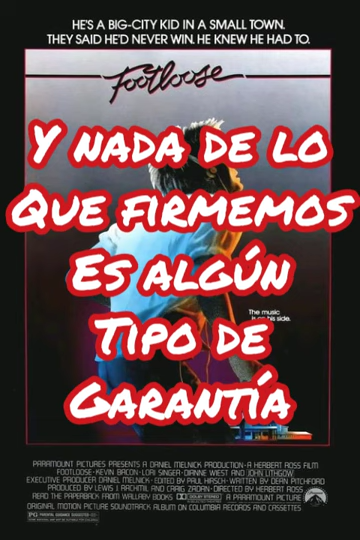 HE'S A BIG-CITY KID IN A SMALL TOWN.
THEY SAID HE'D NEVER WIN. HE KNEW HE HAD TO.
Footloose
Y NADA DE LO
QUE FIRMEMOS
ES ALGÚN
TIPO DE
GARANTÍA
The music
is on his side.
PARAMOUNT PICTURES PRESENTS A DANIEL MELNICK PRODUCTION·A HERBERT ROSS FILM
FOOTLOOSE·KEVIN BACON·LORI SINGER·DIANNE WIEST AND JOHN LITHGOW
EXECUTIVE PRODUCER DANIEL MELNICK·EDITED BY PAUL HIRSCH·WRITTEN BY DEAN PITCHFORD
PRODUCED BY LEWIS J. RACHMIL AND CRAIG ZADAN·DIRECTED BY HERBERT ROSS
READ THE PAPERBACK FROM WALLABY BOOKS DOLBY STEREO A PARAMOUNT PICTURE
ORIGINAL MOTION PICTURE SOUNDTRACK ALBUM ON COLUMBIA RECORDS AND CASSETTES
PG